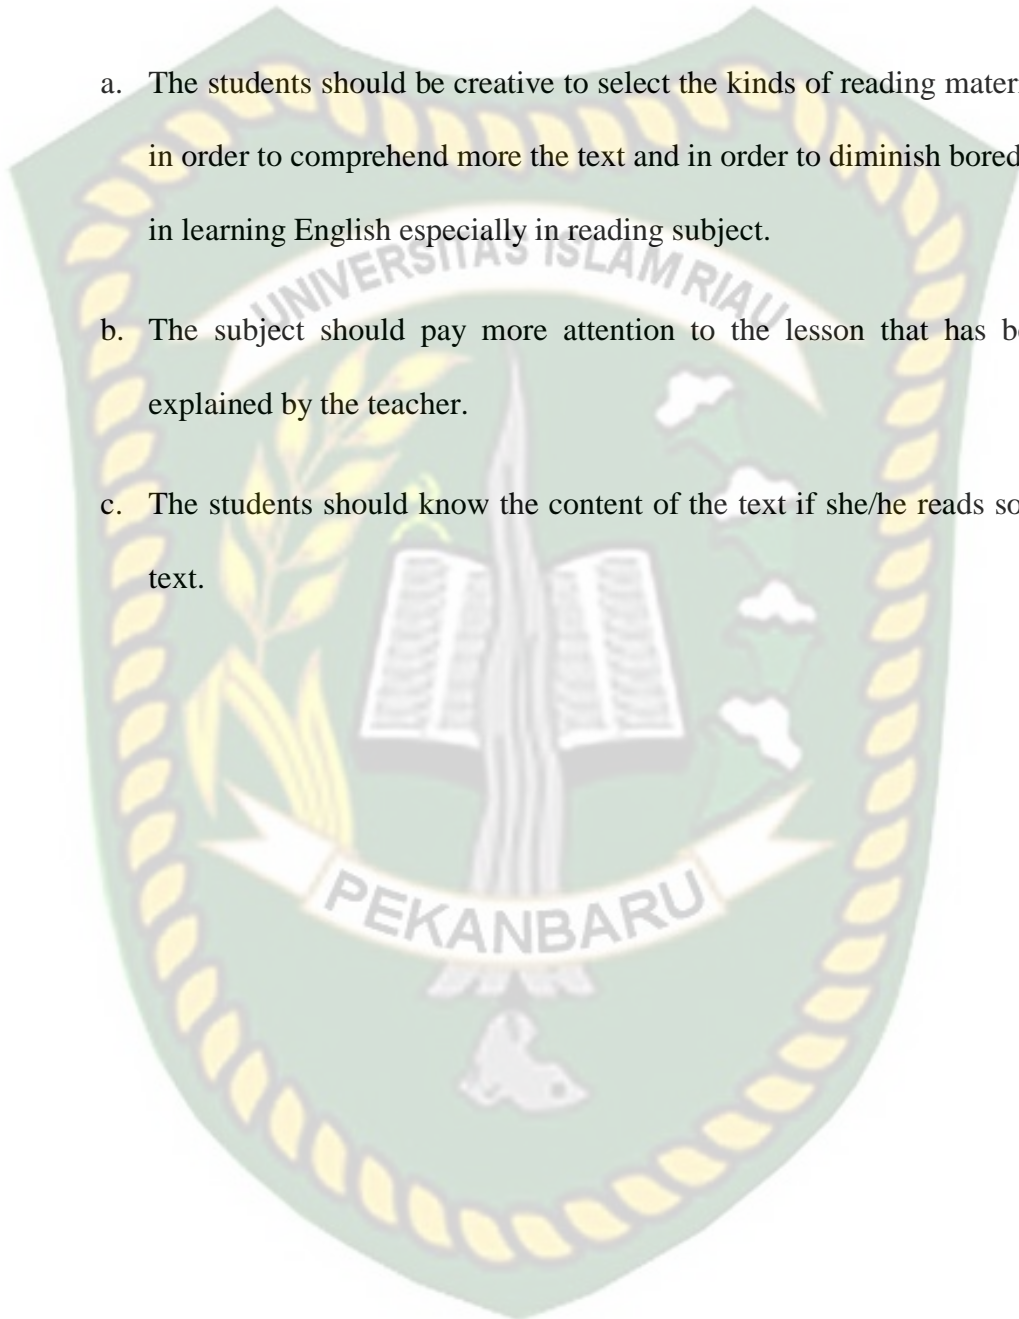 a. The students should be creative to select the kinds of reading mater
in order to comprehend more the text and in order to diminish bored
in learning English especially in reading subject.
UNIVERSITAS ISLAM RIAU
b. The subject should pay more attention to the lesson that has b
explained by the teacher.
c. The students should know the content of the text if she/he reads so
text.
PEKANBARU